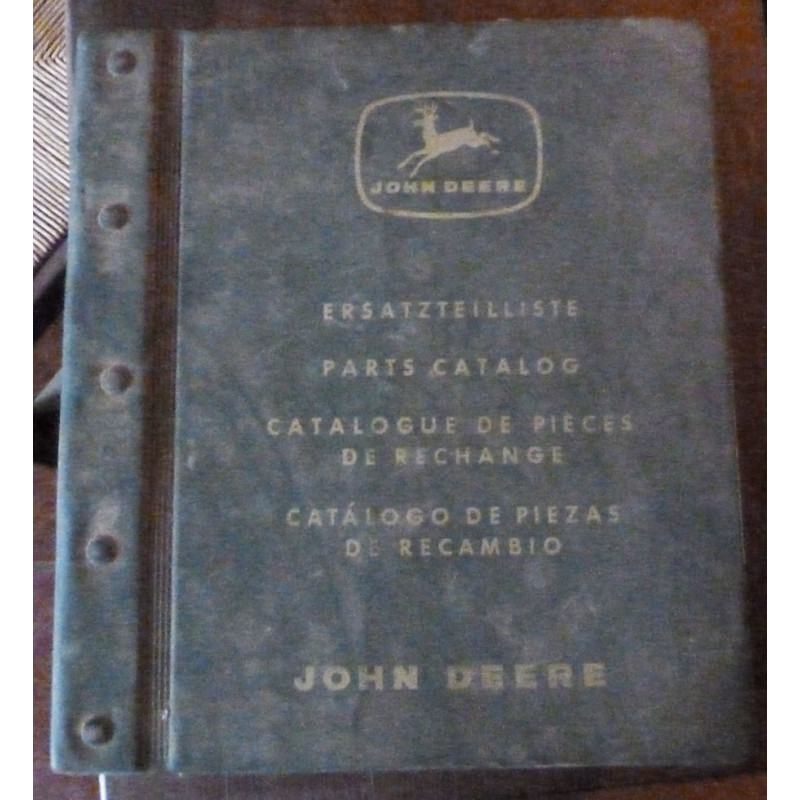 JOHN DEERE
ERSATZTEILLISTE
PARTS CATALOG
CATALOGUE DE PIECES
DE RECHANGE
CATÁLOGO DE PIEZAS
DE RECAMBIO
JOHN DEERE